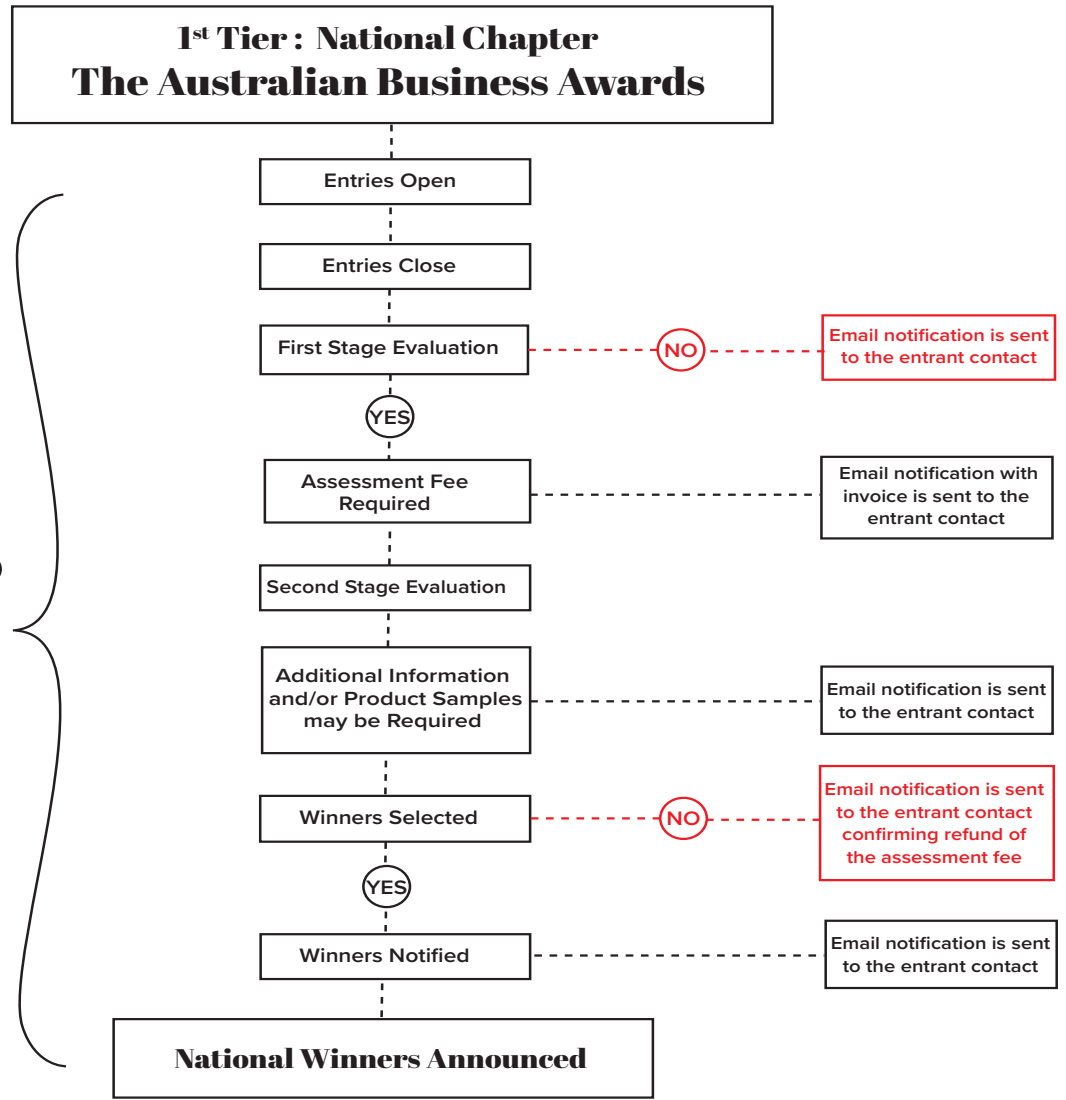 1st Tier : National Chapter
The Australian Business Awards
Entries Open
Entries Close
First Stage Evaluation
NO
Email notification is sent
to the entrant contact
YES
Assessment Fee
Required
Email notification with
invoice is sent to the
entrant contact
Second Stage Evaluation
Additional Information
and/or Product Samples
may be Required
Email notification is sent
to the entrant contact
Winners Selected
NO
Email notification is sent
to the entrant contact
confirming refund of
the assessment fee
YES
Winners Notified
Email notification is sent
to the entrant contact
National Winners Announced